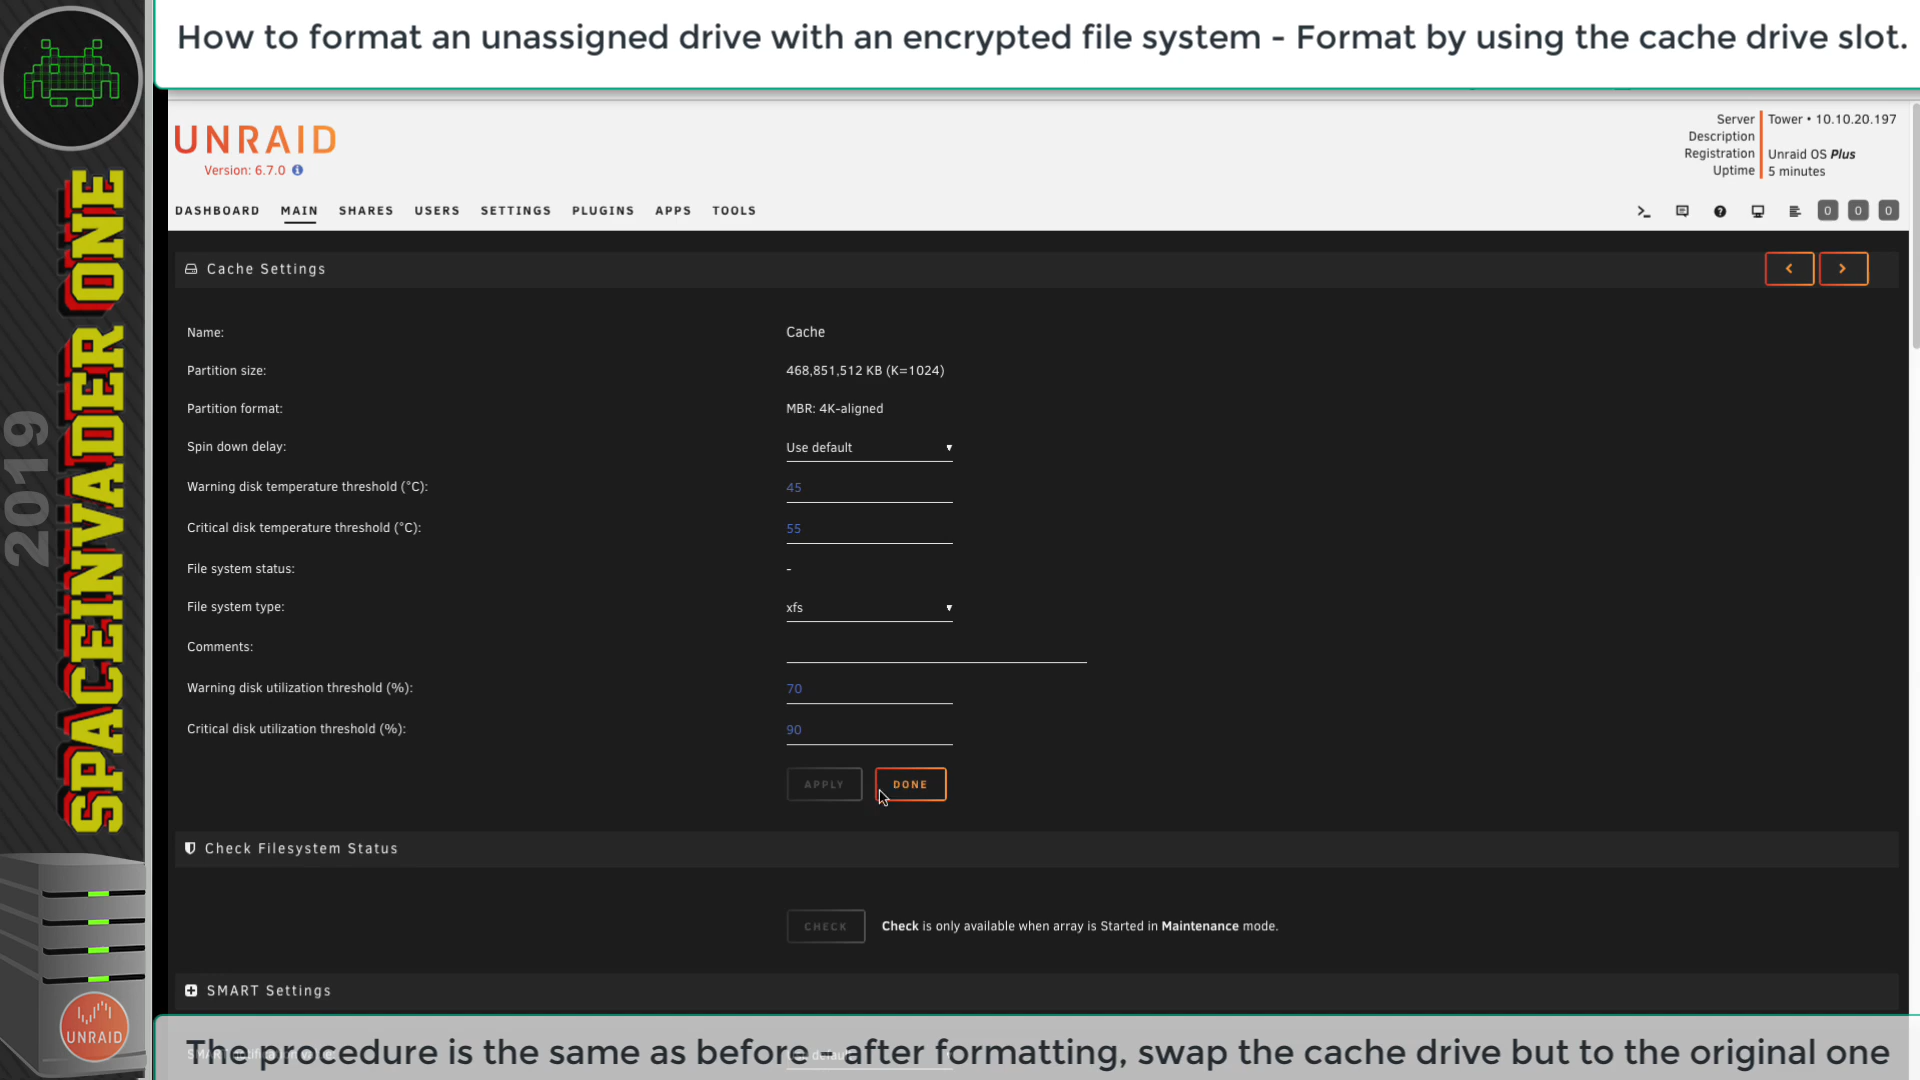 How to format an unassigned drive with an encrypted file system - Format by using the cache drive slot.
UNRAID
Version: 6.7.0
Server Tower • 10.10.20.197
Description
Registration Unraid OS Plus
Uptime 5 minutes
DASHBOARD MAIN SHARES USERS SETTINGS PLUGINS APPS TOOLS
0 0 0
Cache Settings
Name: Cache
Partition size: 468,851,512 KB (K=1024)
Partition format: MBR: 4K-aligned
Spin down delay: Use default
Warning disk temperature threshold (°C): 45
Critical disk temperature threshold (°C): 55
File system status: -
File system type: xfs
Comments:
Warning disk utilization threshold (%): 70
Critical disk utilization threshold (%): 90
APPLY DONE
Check Filesystem Status
CHECK Check is only available when array is Started in Maintenance mode.
SMART Settings
The procedure is the same as before - after formatting, swap the cache drive but to the original one
2019
SPACEINVADER ONE
UNRAID